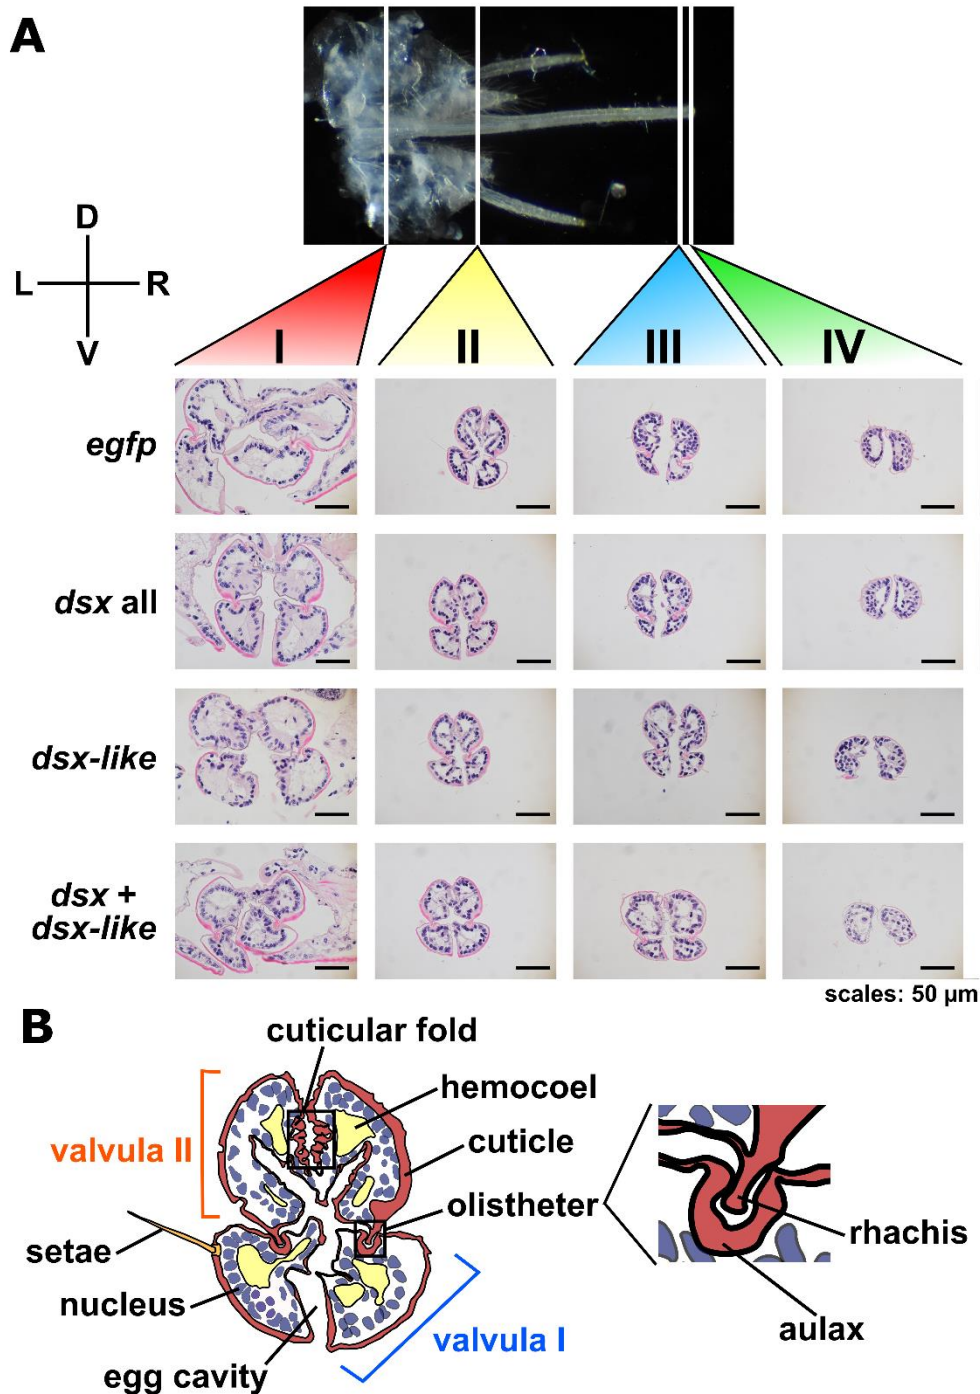 A
D
L R
V
I II III IV
egfp
dsx all
dsx-like
dsx +
dsx-like
scales: 50 µm
B
cuticular fold
hemocoel
valvula II
cuticle
olistheter
setae
rhachis
nucleus
aulax
valvula I
egg cavity